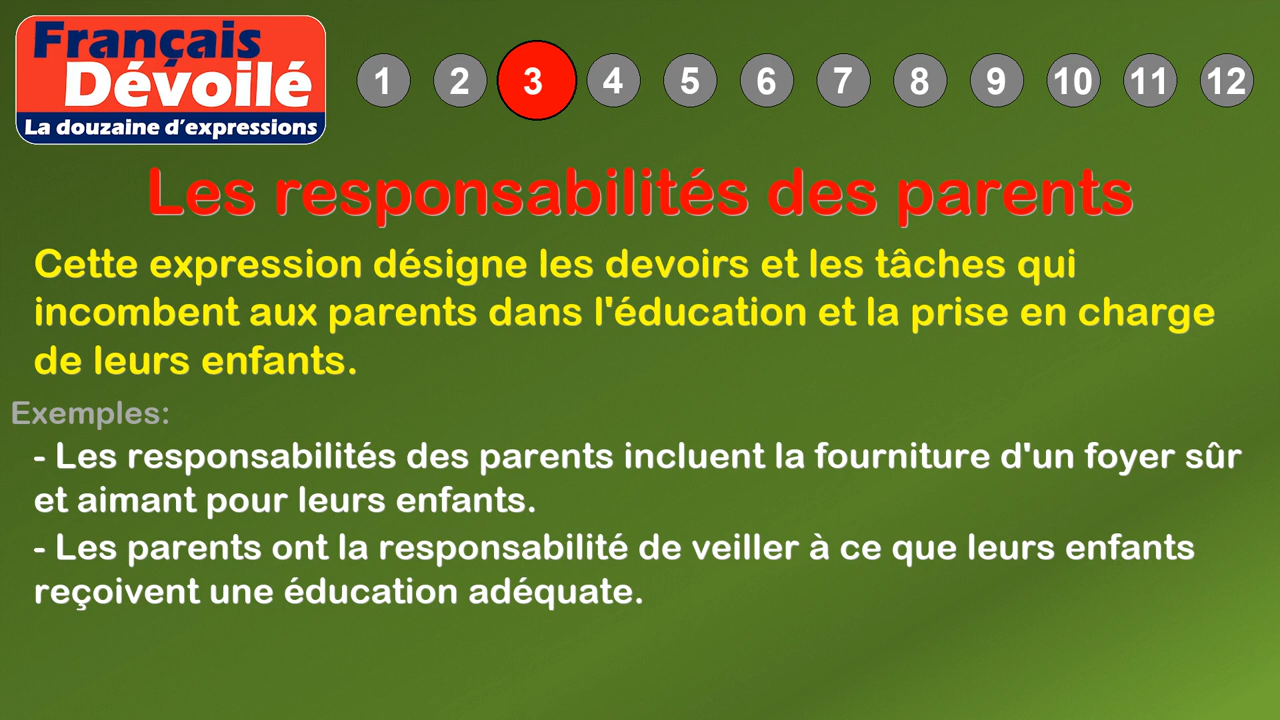 Français
Dévoilé
La douzaine d'expressions
1 2 3 4 5 6 7 8 9 10 11 12
Les responsabilités des parents
Cette expression désigne les devoirs et les tâches qui
incombent aux parents dans l'éducation et la prise en charge
de leurs enfants.
Exemples:
- Les responsabilités des parents incluent la fourniture d'un foyer sûr
et aimant pour leurs enfants.
- Les parents ont la responsabilité de veiller à ce que leurs enfants
reçoivent une éducation adéquate.